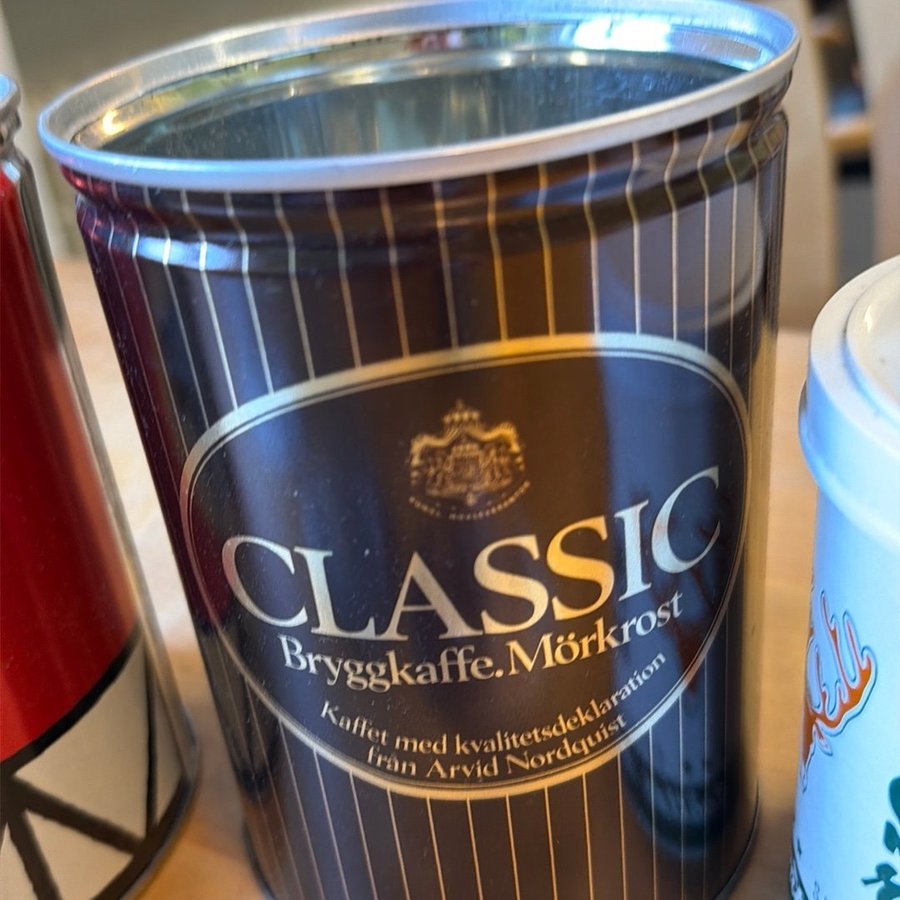 CLASSIC
Bryggkaffe. Mörkrost
Kaffet med kvalitetsdeklaration
från Arvid Nordquist